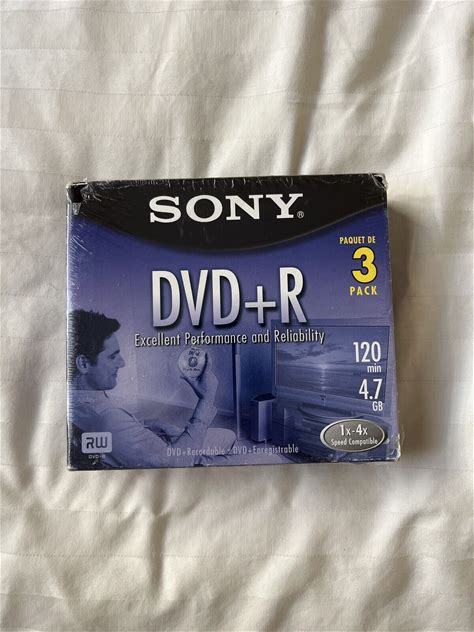 SONY®
PAQUET DE
3
PACK
DVD+R
Excellent Performance and Reliability
120
min
4.7
GB
1x-4x
Speed Compatible
RW
DVD+R
DVD+Recordable • DVD+Enregistrable